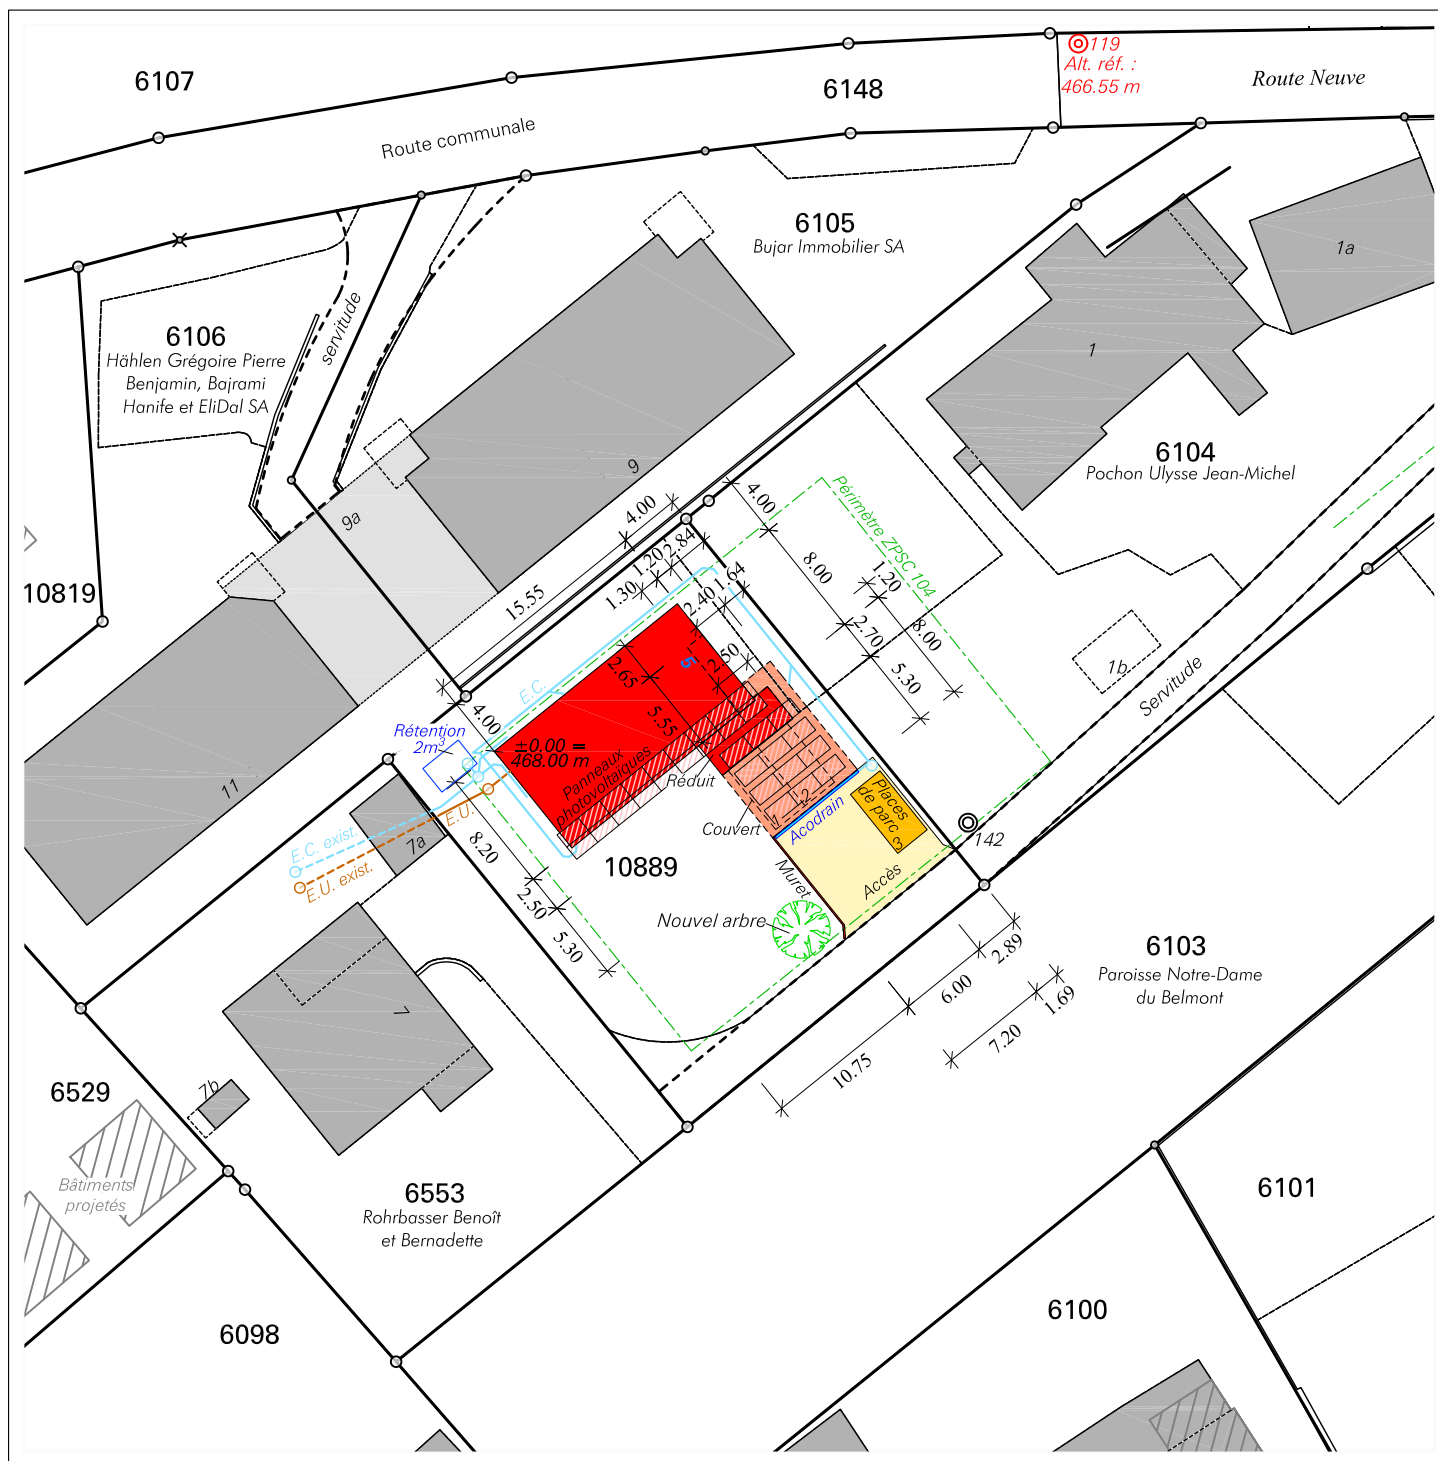 6107
6148
119
Alt. réf. :
466.55 m
Route Neuve
Route communale
6105
Bujar Immobilier SA
1a
6106
Hählen Grégoire Pierre
Benjamin, Bajrami
Hanife et EliDal SA
servitude
1
9
6104
Pochon Ulysse Jean-Michel
9a
4.00
4.00
Périmètre ZPSC 104
10819
15.55
1.30
1.20
2.84
2.40
1.64
8.00
1.20
2.70
8.00
5.30
1b
Servitude
5
2.65
2.50
5.55
E.C.
4.00
Rétention
2m³
±0.00 =
468.00 m
Panneaux
photovoltaïques
Réduit
Couvert
2
Acodrain
Places
de parc 3
142
11
E.C. exist.
E.U.
E.U. exist.
7a
8.20
2.50
5.30
10889
Muret
Accès
Nouvel arbre
2.89
6.00
10.75
1.69
7.20
6103
Paroisse Notre-Dame
du Belmont
7
7b
6529
Bâtiments
projetés
6553
Rohrbasser Benoît
et Bernadette
6101
6100
6098